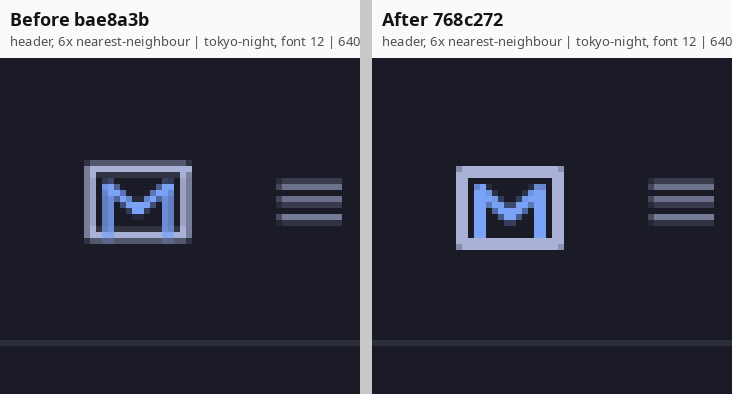 Before bae8a3b
header, 6x nearest-neighbour | tokyo-night, font 12 | 640
M
After 768c272
header, 6x nearest-neighbour | tokyo-night, font 12 | 640
M